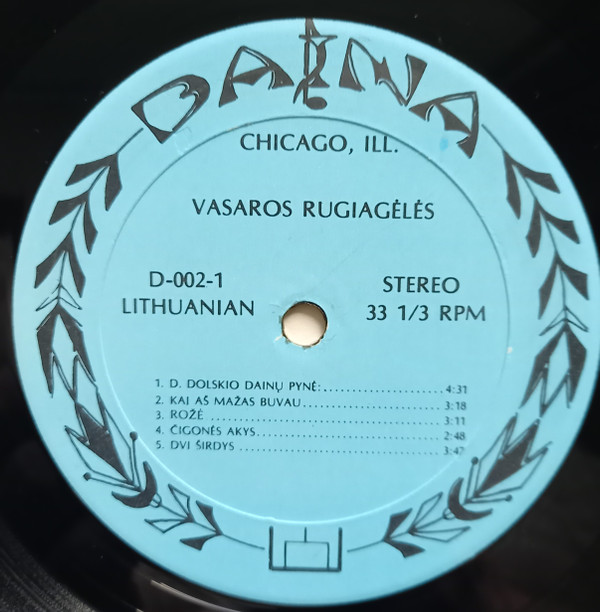 DAINA
CHICAGO, ILL.
VASAROS RUGIAGĖLĖS
D-002-1
LITHUANIAN
STEREO
33 1/3 RPM
1. D. DOLSKIO DAINŲ PYNĖ:........................4:31
2. KAI AŠ MAŽAS BUVAU........................3:18
3. ROŽĖ ........................3:11
4. ČIGONĖS AKYS........................2:48
5. DVI ŠIRDYS ........................3:47